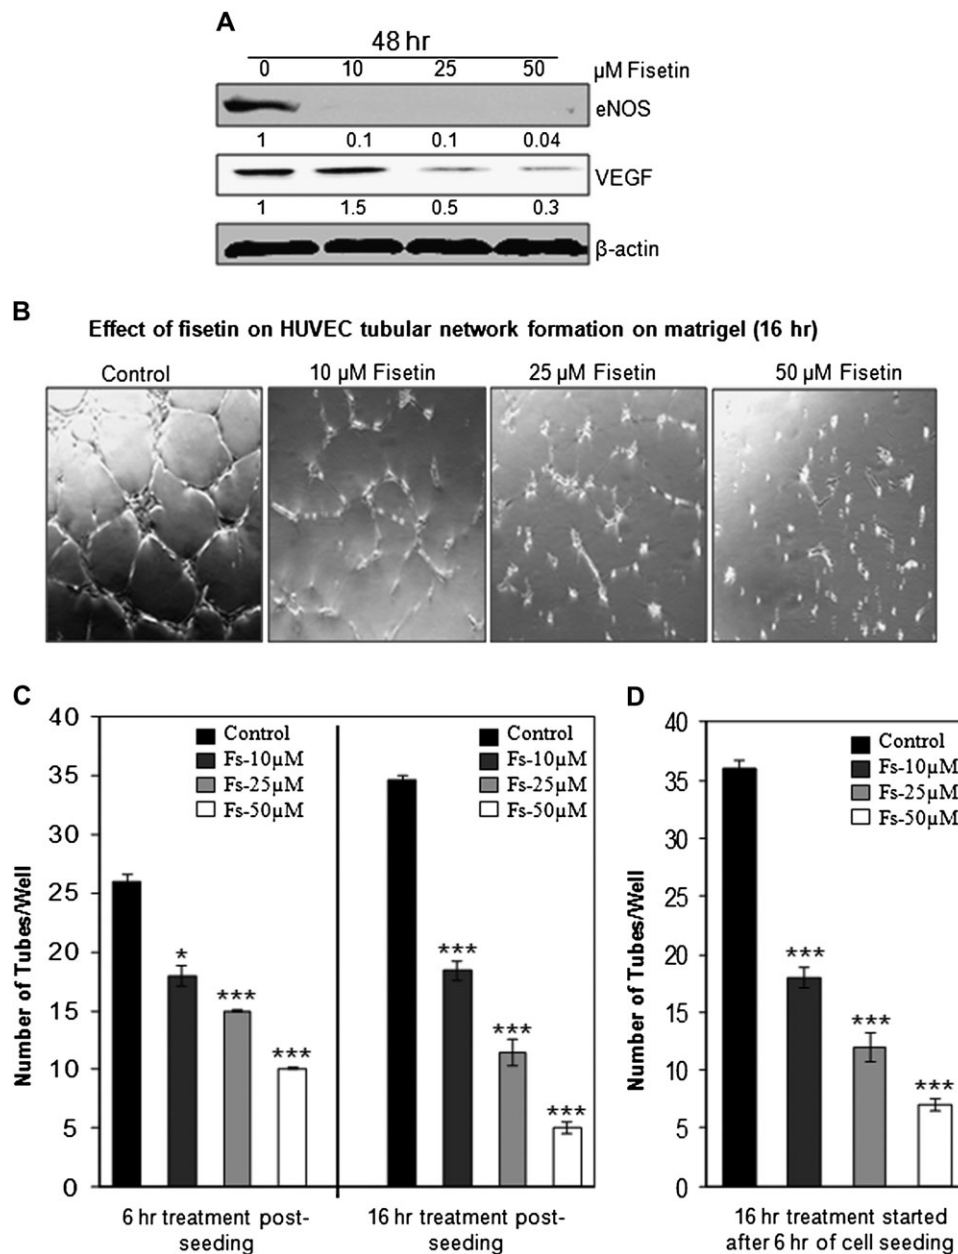 A
48 hr
0 10 25 50 µM Fisetin
eNOS
1 0.1 0.1 0.04
VEGF
1 1.5 0.5 0.3
β-actin
B
Effect of fisetin on HUVEC tubular network formation on matrigel (16 hr)
Control 10 µM Fisetin 25 µM Fisetin 50 µM Fisetin
C
Number of Tubes/Well
40
35
30
25
20
15
10
5
0
Control
Fs-10µM
Fs-25µM
Fs-50µM
*
***
***
6 hr treatment post-
seeding
Control
Fs-10µM
Fs-25µM
Fs-50µM
***
***
***
16 hr treatment post-
seeding
D
Number of Tubes/Well
40
35
30
25
20
15
10
5
0
Control
Fs-10µM
Fs-25µM
Fs-50µM
***
***
***
16 hr treatment started
after 6 hr of cell seeding